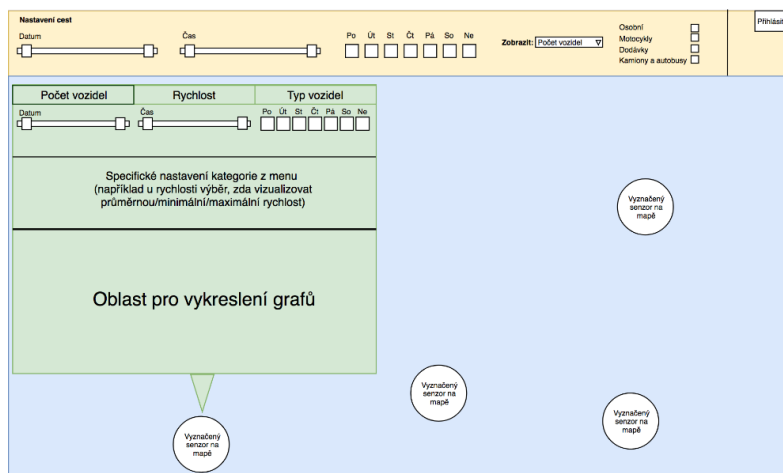 Nastavení cest
Datum
Čas
Po Út St Čt Pá So Ne
Zobrazit: Počet vozidel
Osobní
Motocykly
Dodávky
Kamiony a autobusy
Přihlásit
Počet vozidel
Rychlost
Typ vozidel
Datum
Čas
Po Út St Čt Pá So Ne
Specifické nastavení kategorie z menu
(například u rychlosti výběr, zda vizualizovat
průměrnou/minimální/maximální rychlost)
Oblast pro vykreslení grafů
Vyznačený
senzor na
mapě
Vyznačený
senzor na
mapě
Vyznačený
senzor na
mapě
Vyznačený
senzor na
mapě